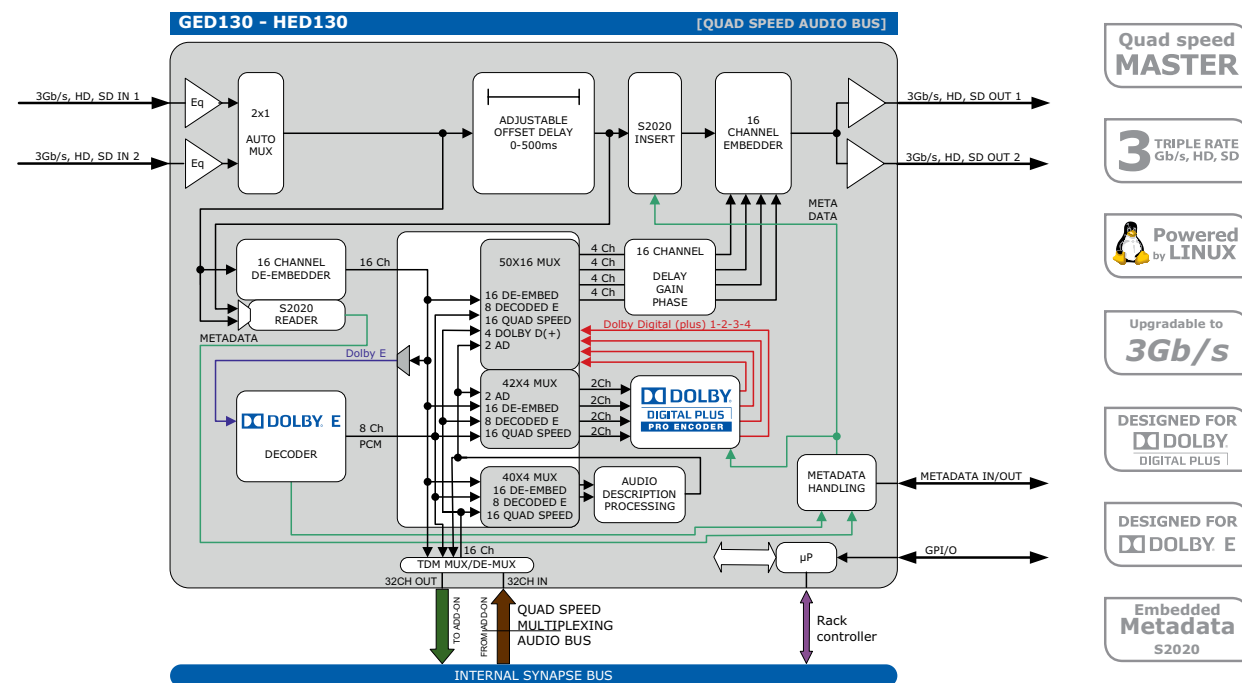 GED130 - HED130
[QUAD SPEED AUDIO BUS]
3Gb/s, HD, SD IN 1
3Gb/s, HD, SD IN 2
Eq
Eq
2x1
AUTO
MUX
ADJUSTABLE
OFFSET DELAY
0-500ms
S2020
INSERT
16
CHANNEL
EMBEDDER
3Gb/s, HD, SD OUT 1
3Gb/s, HD, SD OUT 2
META
DATA
16 CHANNEL
DE-EMBEDDER
16 Ch
S2020
READER
METADATA
50X16 MUX
16 DE-EMBED
8 DECODED E
16 QUAD SPEED
4 DOLBY D(+)
2 AD
4 Ch
4 Ch
4 Ch
4 Ch
16 CHANNEL
DELAY
GAIN
PHASE
Dolby Digital (plus) 1-2-3-4
Dolby E
DOLBY E
DECODER
8 Ch
PCM
42X4 MUX
2 AD
16 DE-EMBED
8 DECODED E
16 QUAD SPEED
2Ch
2Ch
2Ch
2Ch
DOLBY
DIGITAL PLUS
PRO ENCODER
40X4 MUX
16 DE-EMBED
8 DECODED E
16 QUAD SPEED
AUDIO
DESCRIPTION
PROCESSING
METADATA
HANDLING
METADATA IN/OUT
16 Ch
TDM MUX/DE-MUX
µP
GPI/O
32CH OUT
32CH IN
TO ADD-ON
FROM ADD-ON
QUAD SPEED
MULTIPLEXING
AUDIO BUS
Rack
controller
INTERNAL SYNAPSE BUS
Quad speed
MASTER
3 TRIPLE RATE
Gb/s, HD, SD
Powered
by LINUX
Upgradable to
3Gb/s
DESIGNED FOR
DOLBY
DIGITAL PLUS
DESIGNED FOR
DOLBY E
Embedded
Metadata
S2020